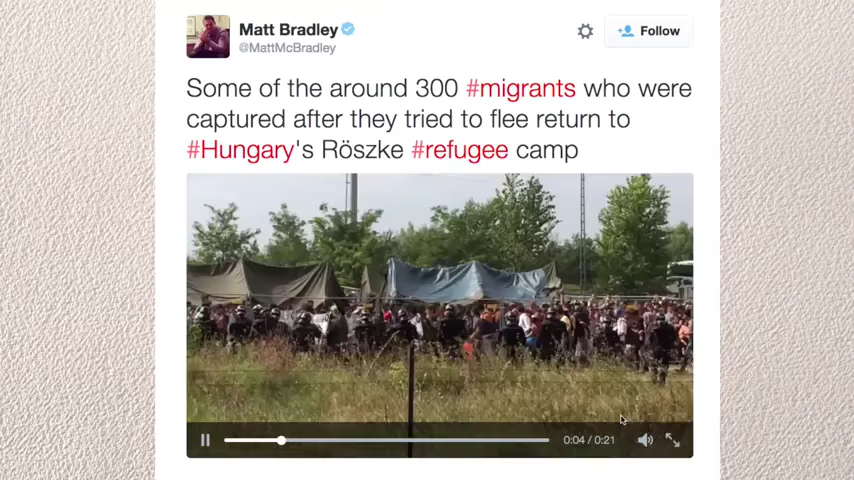 Matt Bradley
@MattMcBradley
Follow
Some of the around 300 #migrants who were
captured after they tried to flee return to
#Hungary's Röszke #refugee camp
0:04 / 0:21